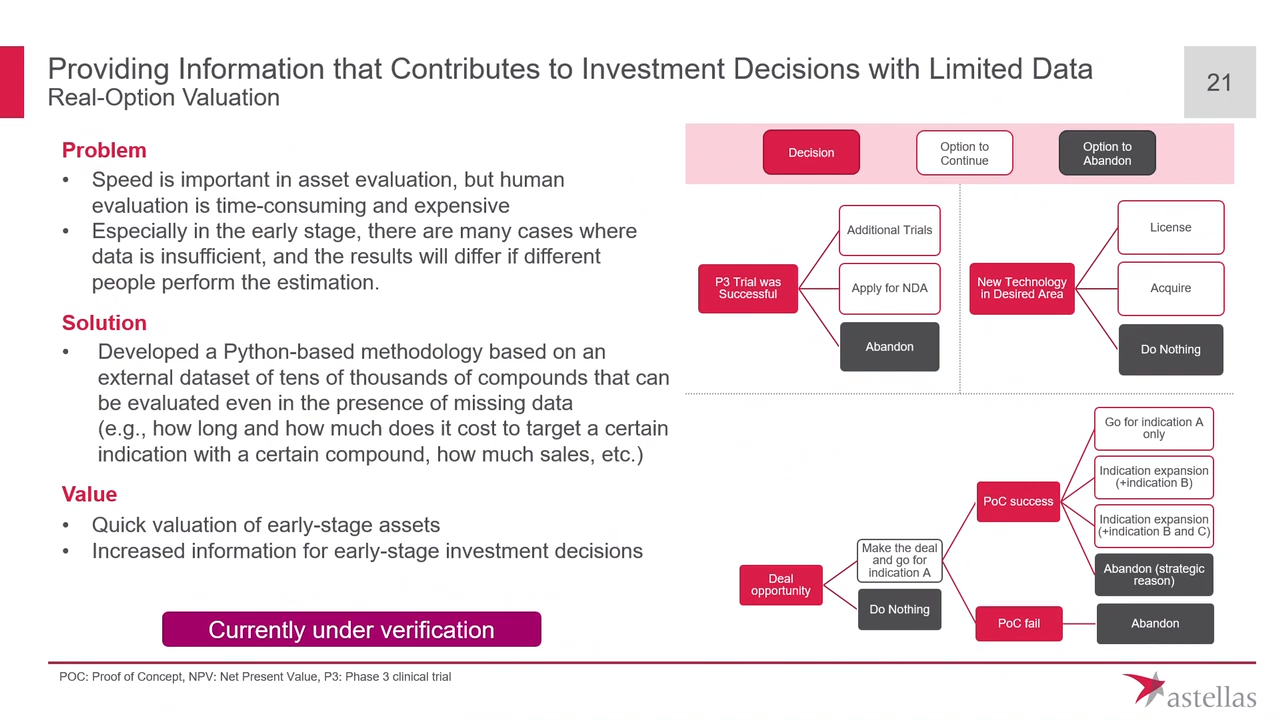 Providing Information that Contributes to Investment Decisions with Limited Data
Real-Option Valuation
21
Problem
• Speed is important in asset evaluation, but human
evaluation is time-consuming and expensive
• Especially in the early stage, there are many cases where
data is insufficient, and the results will differ if different
people perform the estimation.
Solution
• Developed a Python-based methodology based on an
external dataset of tens of thousands of compounds that can
be evaluated even in the presence of missing data
(e.g., how long and how much does it cost to target a certain
indication with a certain compound, how much sales, etc.)
Value
• Quick valuation of early-stage assets
• Increased information for early-stage investment decisions
Currently under verification
Decision
Option to
Continue
Option to
Abandon
P3 Trial was
Successful
Additional Trials
Apply for NDA
Abandon
New Technology
in Desired Area
License
Acquire
Do Nothing
Deal
opportunity
Make the deal
and go for
indication A
Do Nothing
PoC success
Go for indication A
only
Indication expansion
(+indication B)
Indication expansion
(+indication B and C)
Abandon (strategic
reason)
PoC fail
Abandon
POC: Proof of Concept, NPV: Net Present Value, P3: Phase 3 clinical trial
astellas